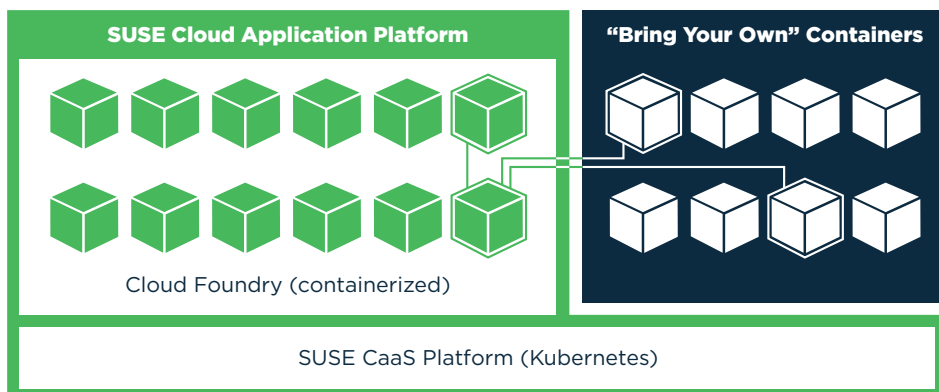 SUSE Cloud Application Platform
“Bring Your Own” Containers
Cloud Foundry (containerized)
SUSE CaaS Platform (Kubernetes)